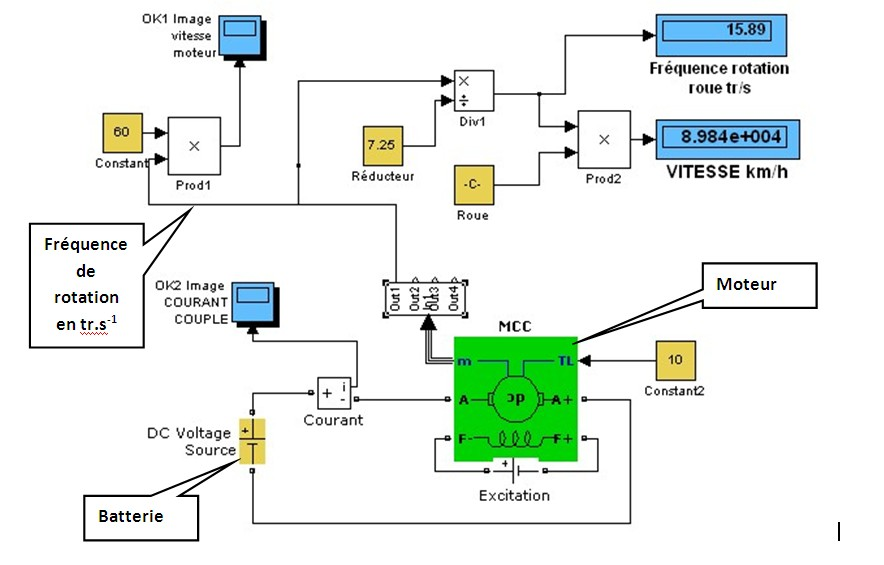 OK1 Image
vitesse
moteur
15.89
Fréquence rotation
roue tr/s
60
Constant
×
Prod1
×
÷
Div1
7.25
Réducteur
-C-
Roue
×
Prod2
8.984e+004
VITESSE km/h
Fréquence
de
rotation
en tr.s-1
OK2 Image
COURANT
COUPLE
Out1
Out2
Out3
Out4
Moteur
MCC
m
TL
10
Constant2
A-
dc
A+
F-
F+
+
i
-
Courant
DC Voltage
Source
+
+
Excitation
Batterie